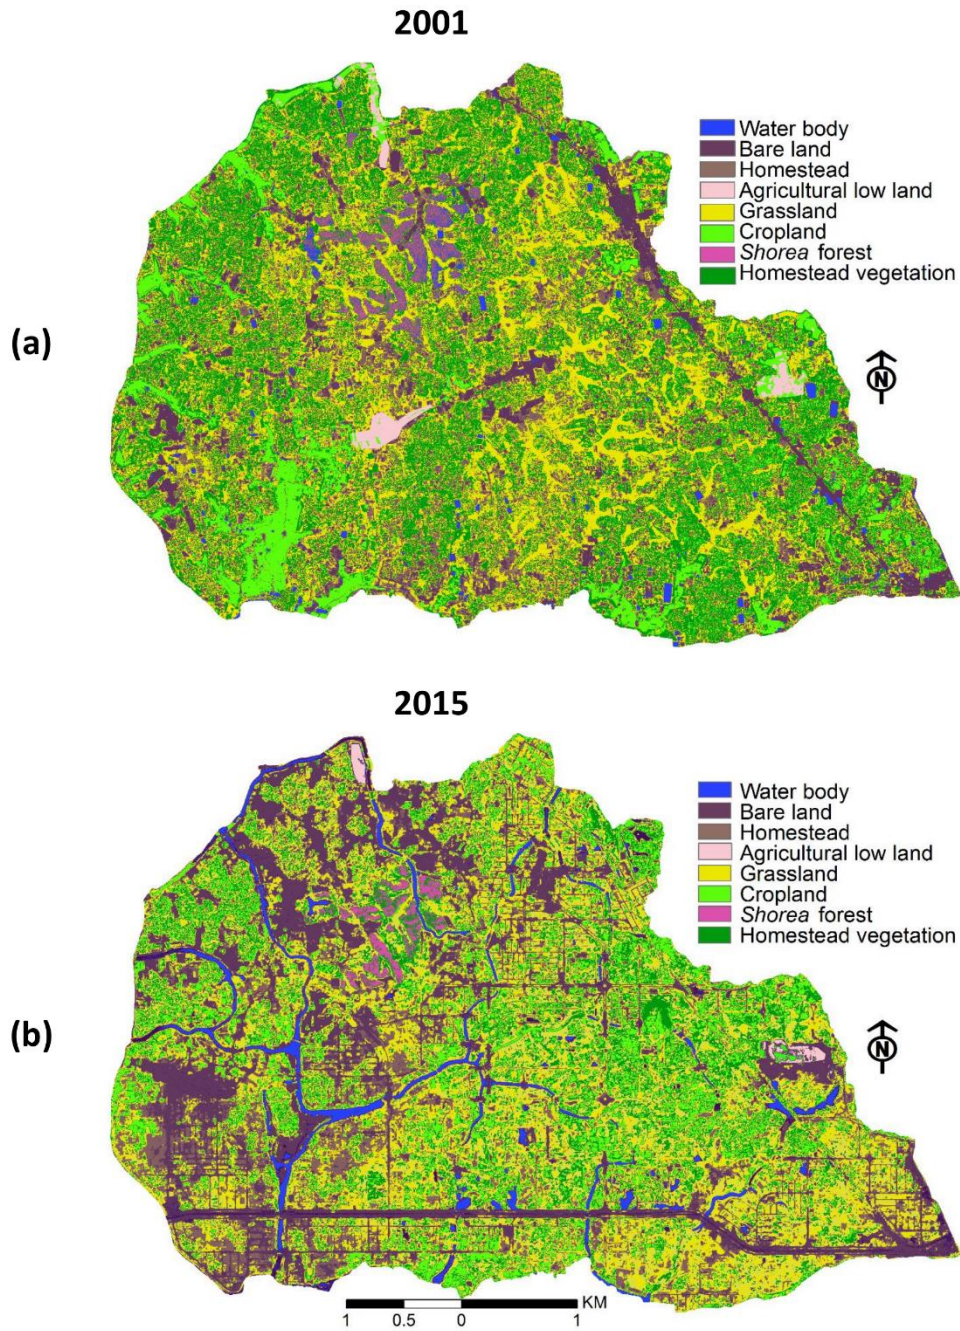 2001
(a)
Water body
Bare land
Homestead
Agricultural low land
Grassland
Cropland
Shorea forest
Homestead vegetation
N
2015
(b)
Water body
Bare land
Homestead
Agricultural low land
Grassland
Cropland
Shorea forest
Homestead vegetation
N
KM
1 0.5 0 1